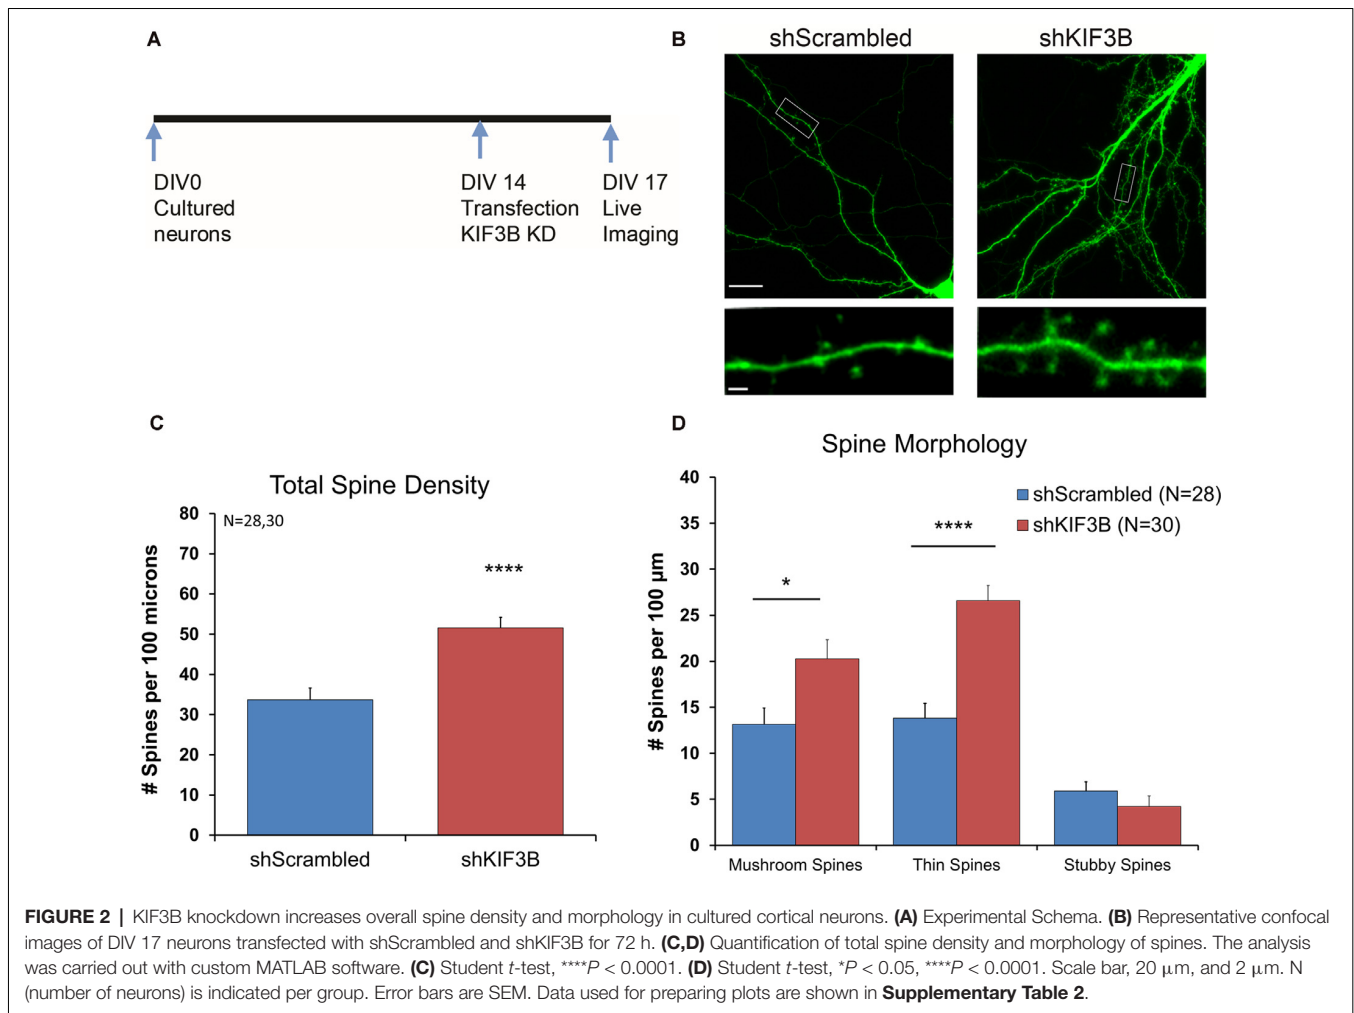 A
DIV0
Cultured
neurons
DIV 14
Transfection
KIF3B KD
DIV 17
Live
Imaging
B
shScrambled
shKIF3B
C
Total Spine Density
N=28,30
# Spines per 100 microns
80
70
60
50
40
30
20
10
0
****
shScrambled
shKIF3B
D
Spine Morphology
shScrambled (N=28)
shKIF3B (N=30)
# Spines per 100 µm
40
35
30
25
20
15
10
5
0
*
****
Mushroom Spines
Thin Spines
Stubby Spines
FIGURE 2 | KIF3B knockdown increases overall spine density and morphology in cultured cortical neurons. (A) Experimental Schema. (B) Representative confocal
images of DIV 17 neurons transfected with shScrambled and shKIF3B for 72 h. (C,D) Quantification of total spine density and morphology of spines. The analysis
was carried out with custom MATLAB software. (C) Student t-test, ****P < 0.0001. (D) Student t-test, *P < 0.05, ****P < 0.0001. Scale bar, 20 µm, and 2 µm. N
(number of neurons) is indicated per group. Error bars are SEM. Data used for preparing plots are shown in Supplementary Table 2.